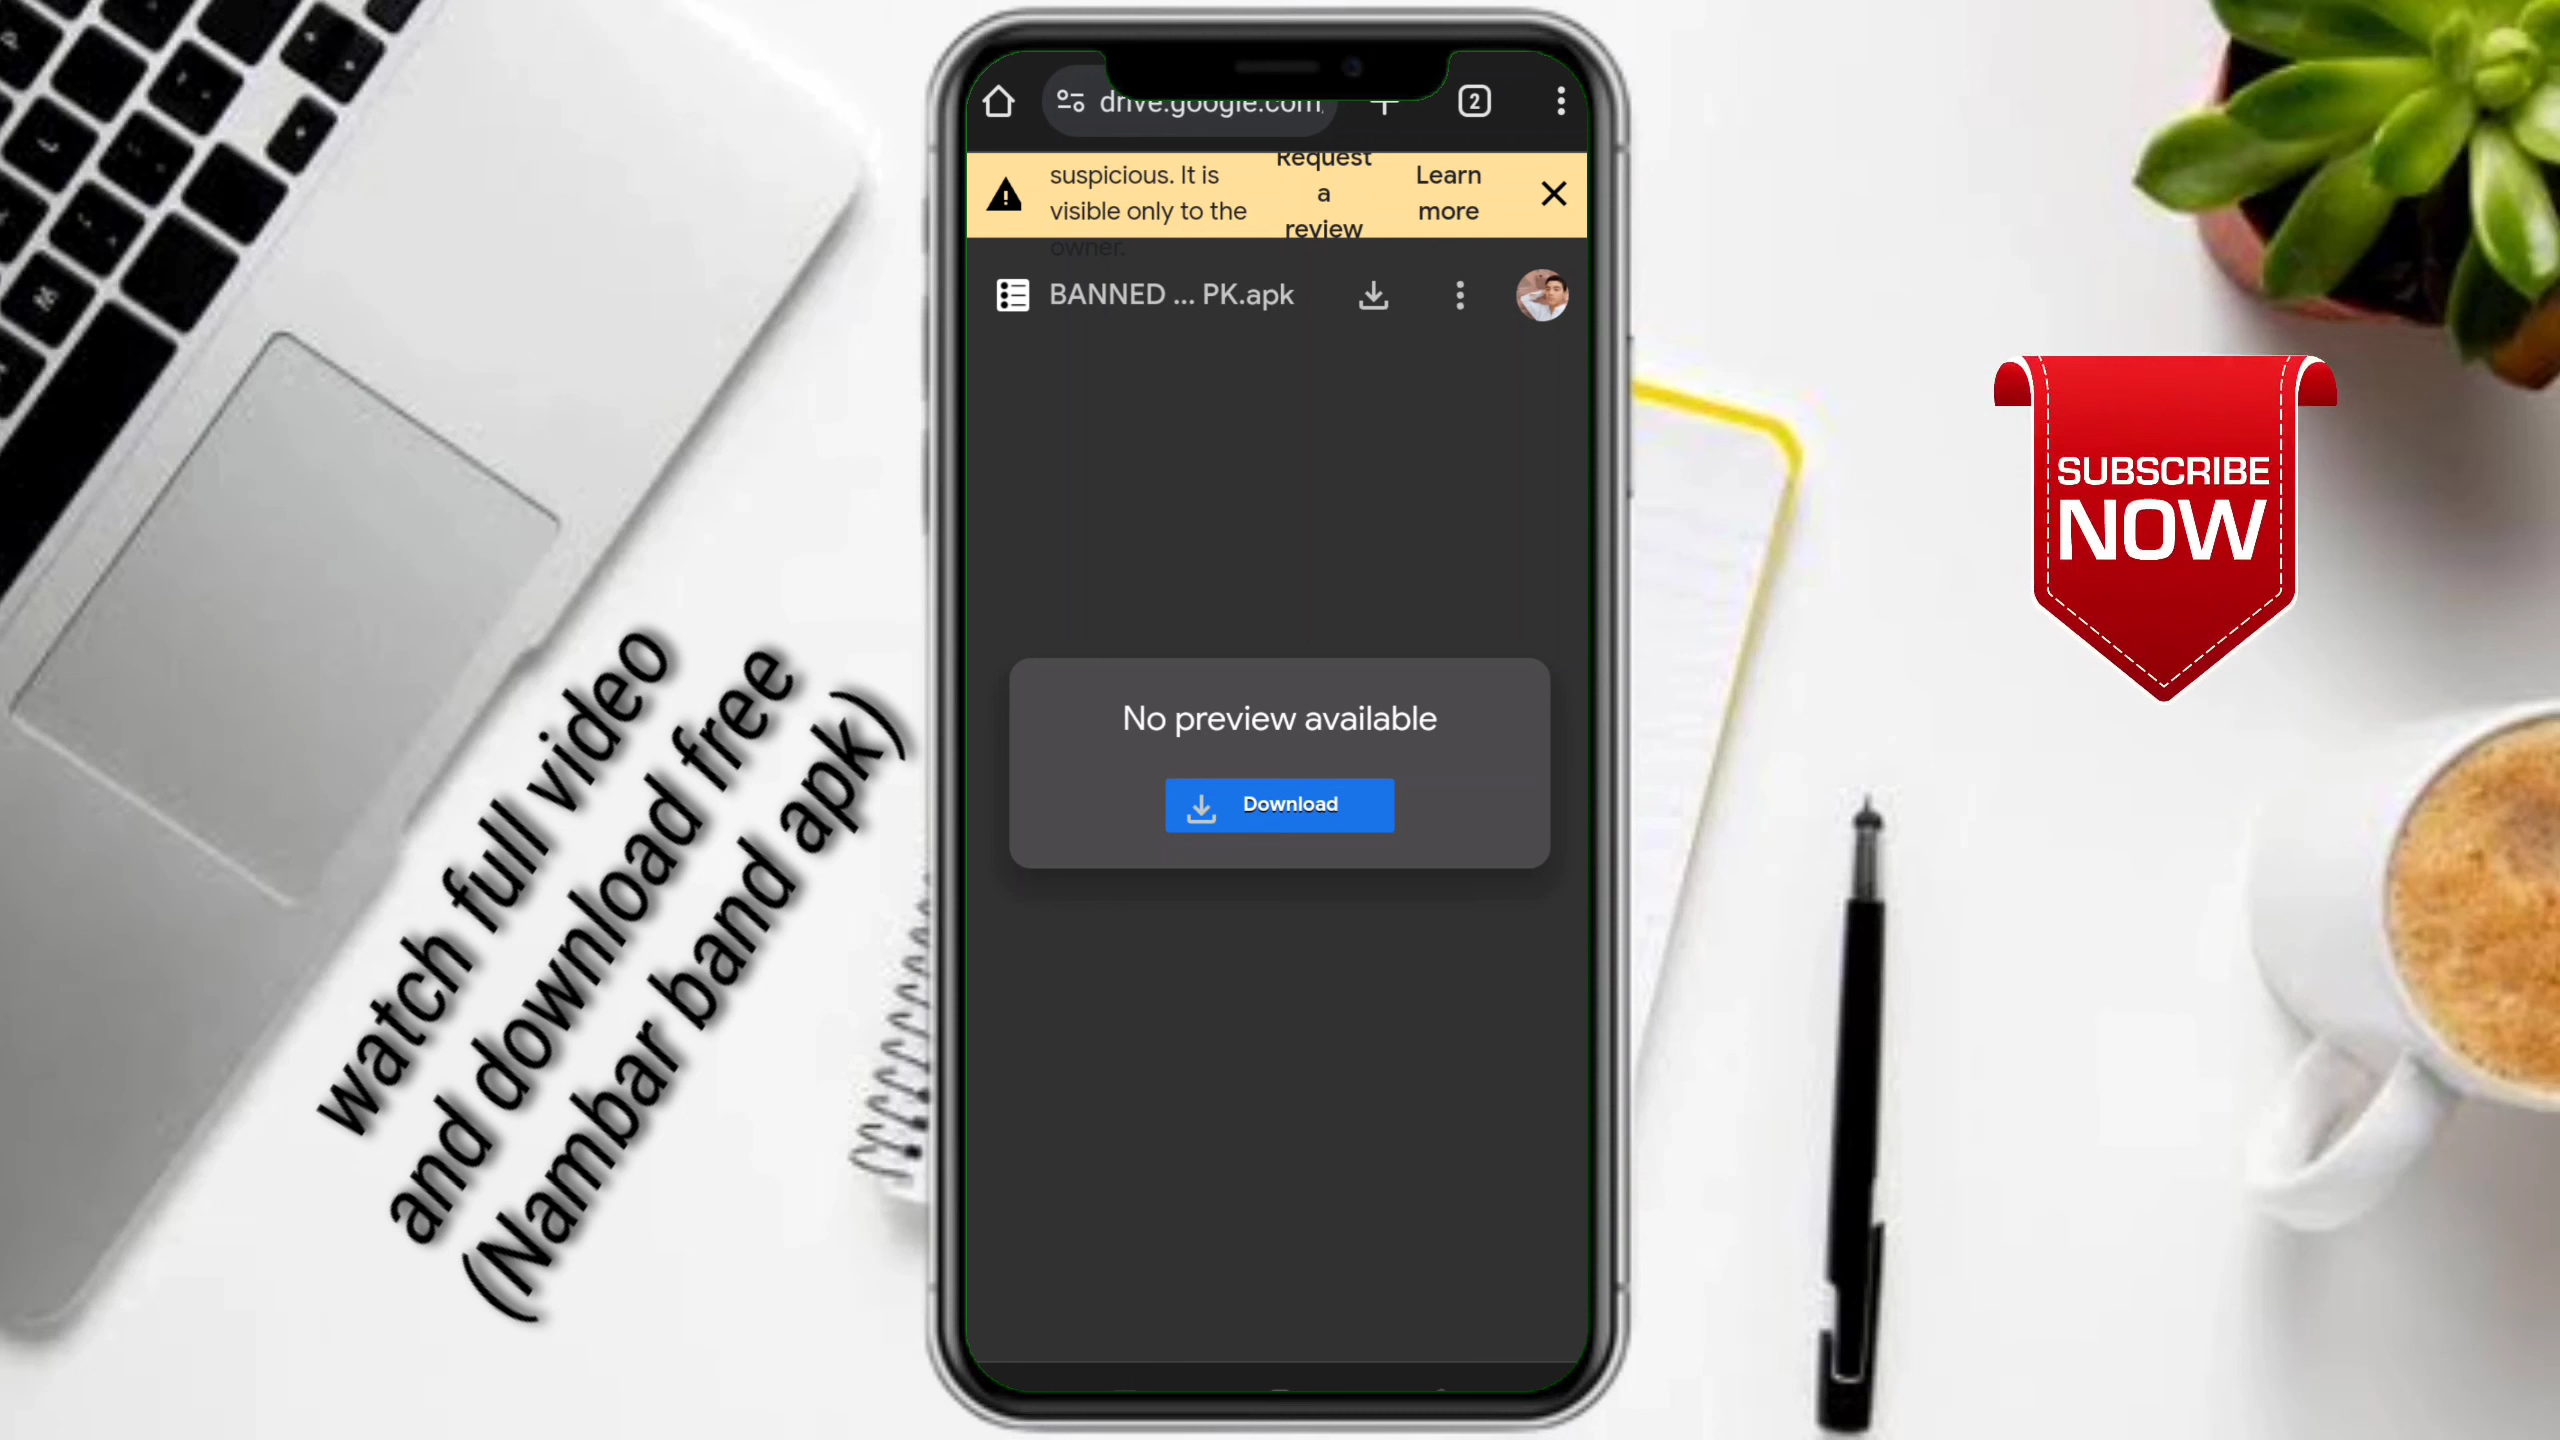 drive.google.com
2
suspicious. It is
visible only to the
owner.
Request
a
review
Learn
more
BANNED ... PK.apk
No preview available
Download
SUBSCRIBE
NOW
watch full video
and download free
(Nambar band apk)